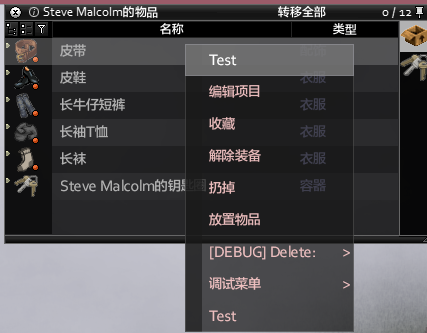 Steve Malcolm的物品 转移全部 0 / 12
名称 类型
皮带
皮鞋 衣服
长牛仔短裤 衣服
长袖T恤 衣服
长袜 衣服
Steve Malcolm的钥匙 容器
Test
编辑项目
收藏
解除装备
扔掉
放置物品
[DEBUG] Delete: >
调试菜单 >
Test